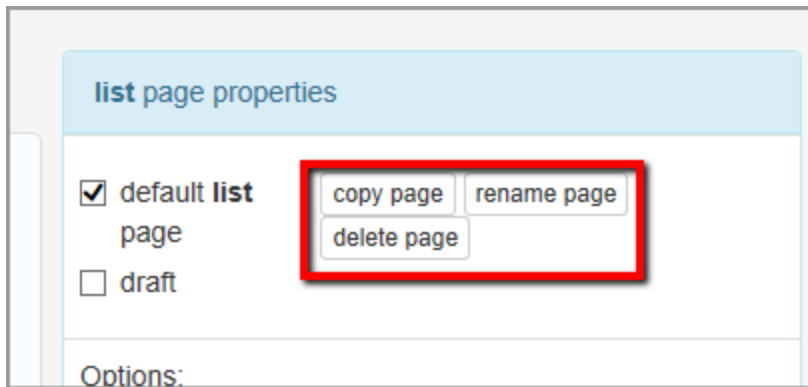 list page properties
default list
page
copy page rename page
delete page
draft
Options: